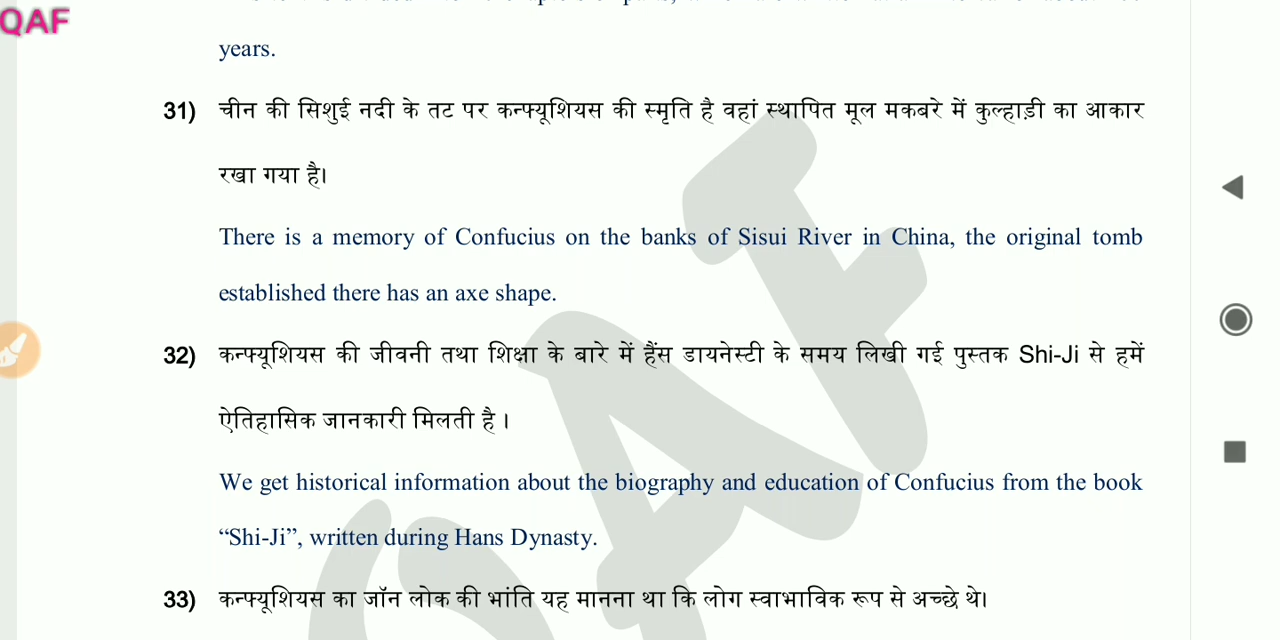 QAF
years.
31) चीन की सिशुई नदी के तट पर कन्फ्यूशियस की स्मृति है वहां स्थापित मूल मकबरे में कुल्हाड़ी का आकार
रखा गया है।
There is a memory of Confucius on the banks of Sisui River in China, the original tomb
established there has an axe shape.
32) कन्फ्यूशियस की जीवनी तथा शिक्षा के बारे में हैंस डायनेस्टी के समय लिखी गई पुस्तक Shi-Ji से हमें
ऐतिहासिक जानकारी मिलती है ।
We get historical information about the biography and education of Confucius from the book
“Shi-Ji”, written during Hans Dynasty.
33) कन्फ्यूशियस का जॉन लोक की भांति यह मानना था कि लोग स्वाभाविक रूप से अच्छे थे।
QAF